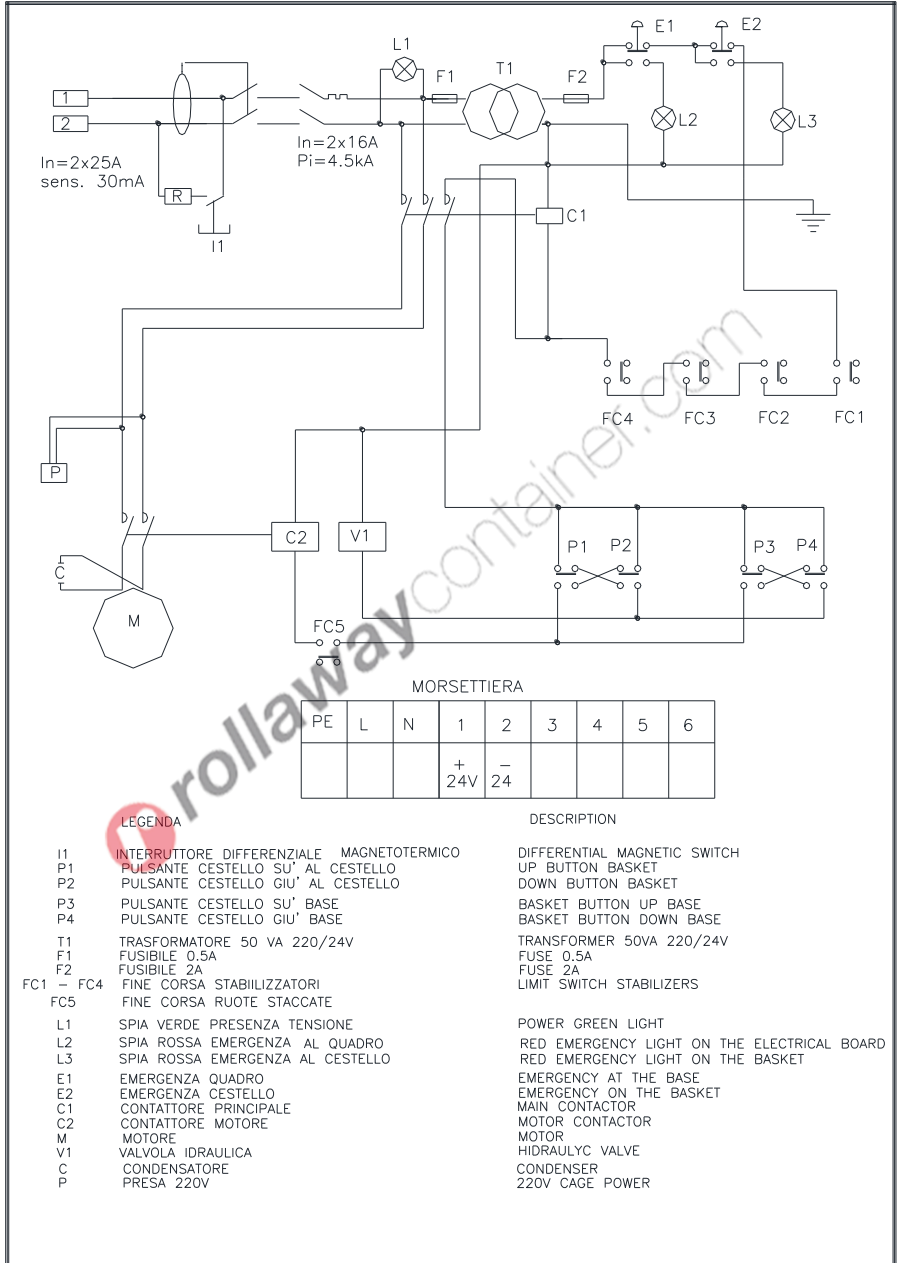 E1 E2
L1
F1 T1 F2
1
2
L2 L3
In=2x16A
Pi=4.5kA
In=2x25A
sens. 30mA
R
C1
I1
FC4 FC3 FC2 FC1
P
C2 V1
P1 P2 P3 P4
C
M
FC5
rollawaycontainer.com
MORSETTIERA
PE L N 1 2 3 4 5 6
+ −
24V 24
LEGENDA DESCRIPTION
I1 INTERRUTTORE DIFFERENZIALE MAGNETOTERMICO DIFFERENTIAL MAGNETIC SWITCH
P1 PULSANTE CESTELLO SU' AL CESTELLO UP BUTTON BASKET
P2 PULSANTE CESTELLO GIU' AL CESTELLO DOWN BUTTON BASKET
P3 PULSANTE CESTELLO SU' BASE BASKET BUTTON UP BASE
P4 PULSANTE CESTELLO GIU' BASE BASKET BUTTON DOWN BASE
T1 TRASFORMATORE 50 VA 220/24V TRANSFORMER 50VA 220/24V
F1 FUSIBILE 0.5A FUSE 0.5A
F2 FUSIBILE 2A FUSE 2A
FC1 − FC4 FINE CORSA STABIILIZZATORI LIMIT SWITCH STABILIZERS
FC5 FINE CORSA RUOTE STACCATE
L1 SPIA VERDE PRESENZA TENSIONE POWER GREEN LIGHT
L2 SPIA ROSSA EMERGENZA AL QUADRO RED EMERGENCY LIGHT ON THE ELECTRICAL BOARD
L3 SPIA ROSSA EMERGENZA AL CESTELLO RED EMERGENCY LIGHT ON THE BASKET
E1 EMERGENZA QUADRO EMERGENCY AT THE BASE
E2 EMERGENZA CESTELLO EMERGENCY ON THE BASKET
C1 CONTATTORE PRINCIPALE MAIN CONTACTOR
C2 CONTATTORE MOTORE MOTOR CONTACTOR
M MOTORE MOTOR
V1 VALVOLA IDRAULICA HIDRAULYC VALVE
C CONDENSATORE CONDENSER
P PRESA 220V 220V CAGE POWER